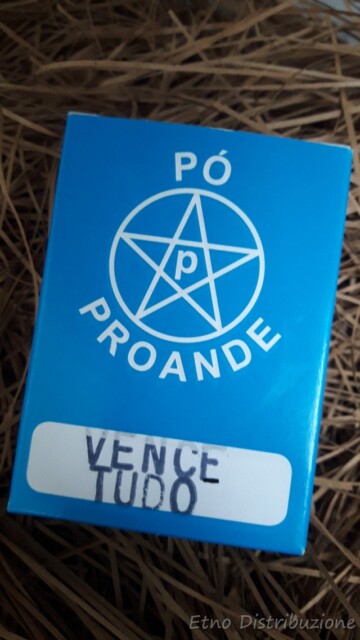 PÓ
p
PROANDE
VENCE
TUDO
Etno Distribuzione